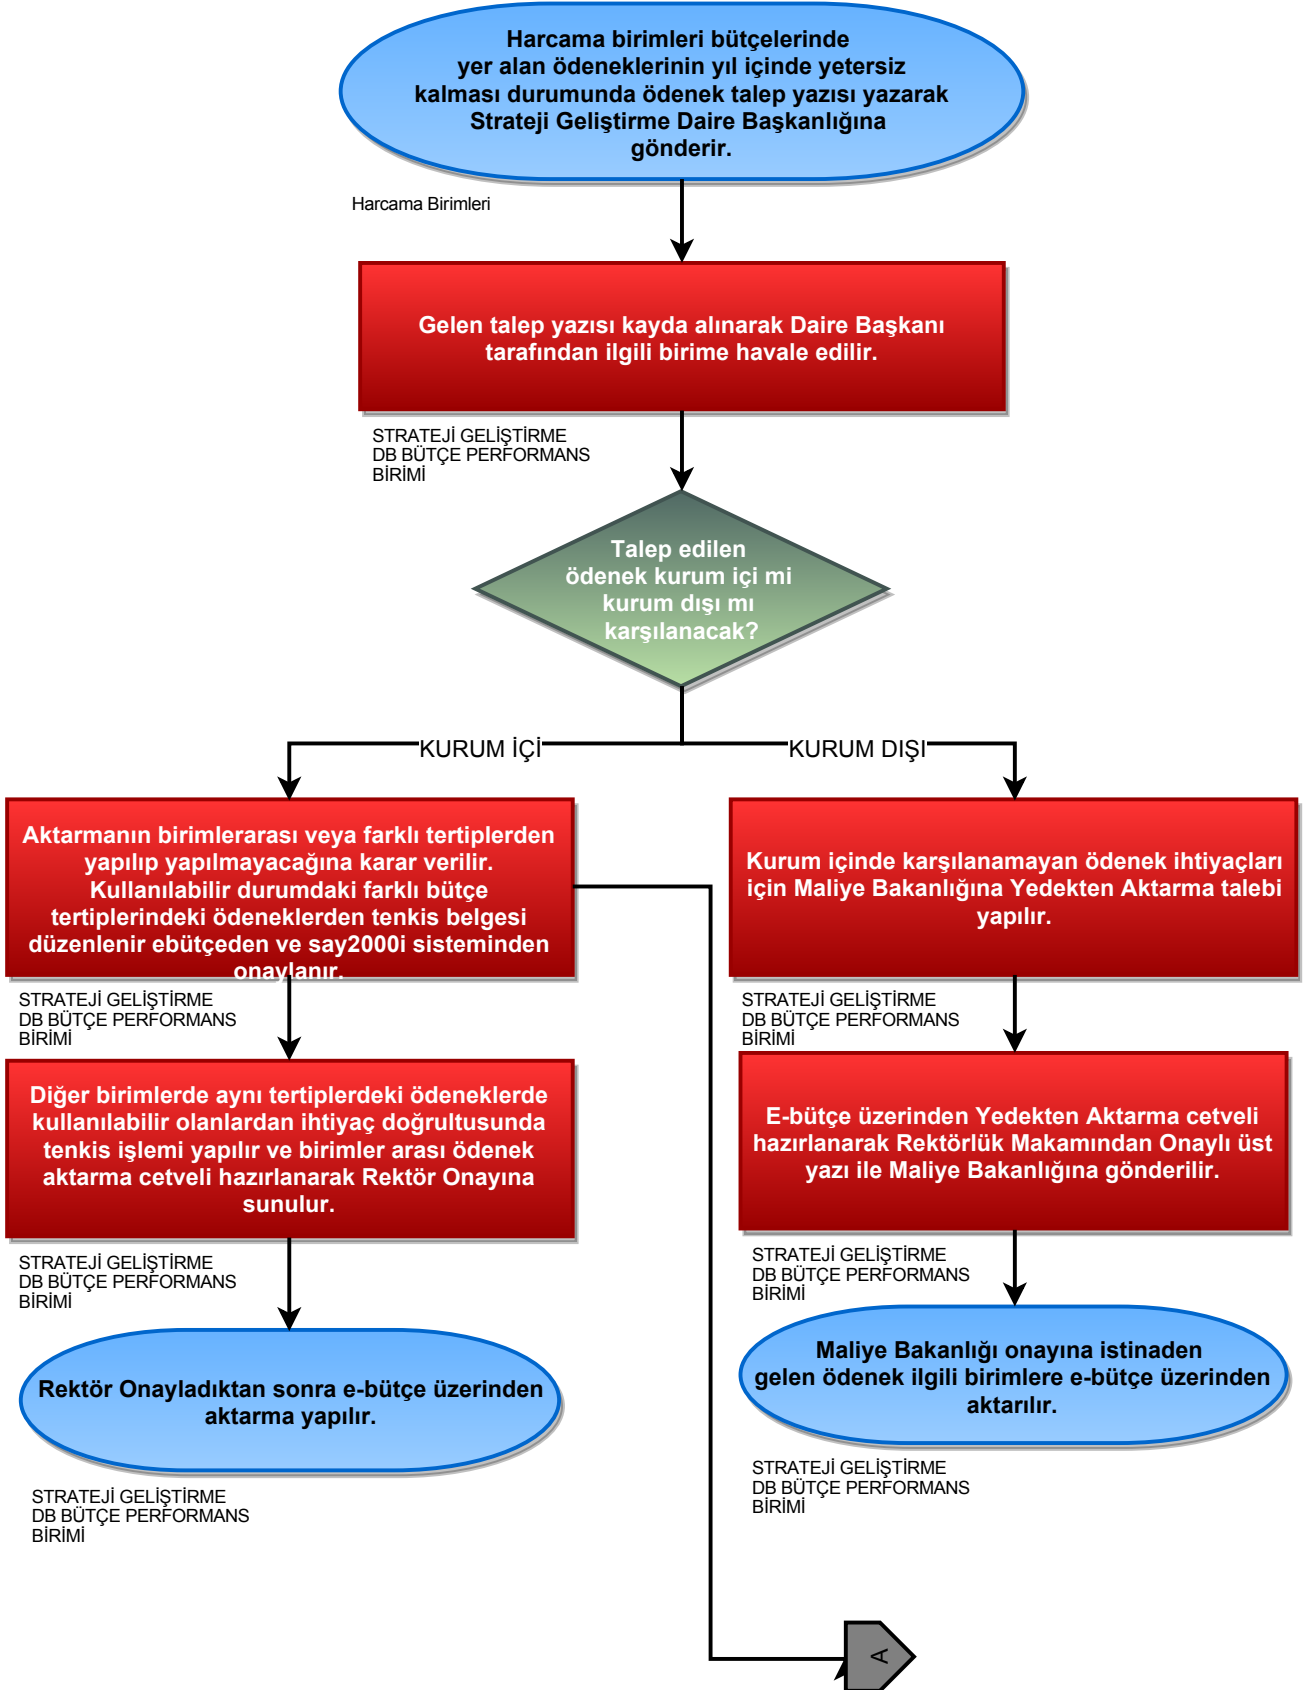 Harcama birimleri bütçelerinde
yer alan ödeneklerinin yıl içinde yetersiz
kalması durumunda ödenek talep yazısı yazarak
Strateji Geliştirme Daire Başkanlığına
gönderir.
Harcama Birimleri
Gelen talep yazısı kayda alınarak Daire Başkanı
tarafından ilgili birime havale edilir.
STRATEJİ GELİŞTİRME
DB BÜTÇE PERFORMANS
BİRİMİ
Talep edilen
ödenek kurum içi mi
kurum dışı mı
karşılanacak?
KURUM İÇİ
KURUM DIŞI
Aktarmanın birimlerarası veya farklı tertiplerden
yapılıp yapılmayacağına karar verilir.
Kullanılabilir durumdaki farklı bütçe
tertiplerindeki ödeneklerden tenkis belgesi
düzenlenir ebütçeden ve say2000i sisteminden
onaylanır.
STRATEJİ GELİŞTİRME
DB BÜTÇE PERFORMANS
BİRİMİ
Kurum içinde karşılanamayan ödenek ihtiyaçları
için Maliye Bakanlığına Yedekten Aktarma talebi
yapılır.
STRATEJİ GELİŞTİRME
DB BÜTÇE PERFORMANS
BİRİMİ
Diğer birimlerde aynı tertiplerdeki ödeneklerde
kullanılabilir olanlardan ihtiyaç doğrultusunda
tenkis işlemi yapılır ve birimler arası ödenek
aktarma cetveli hazırlanarak Rektör Onayına
sunulur.
STRATEJİ GELİŞTİRME
DB BÜTÇE PERFORMANS
BİRİMİ
E-bütçe üzerinden Yedekten Aktarma cetveli
hazırlanarak Rektörlük Makamından Onaylı üst
yazı ile Maliye Bakanlığına gönderilir.
STRATEJİ GELİŞTİRME
DB BÜTÇE PERFORMANS
BİRİMİ
Rektör Onayladıktan sonra e-bütçe üzerinden
aktarma yapılır.
STRATEJİ GELİŞTİRME
DB BÜTÇE PERFORMANS
BİRİMİ
Maliye Bakanlığı onayına istinaden
gelen ödenek ilgili birimlere e-bütçe üzerinden
aktarılır.
STRATEJİ GELİŞTİRME
DB BÜTÇE PERFORMANS
BİRİMİ
A